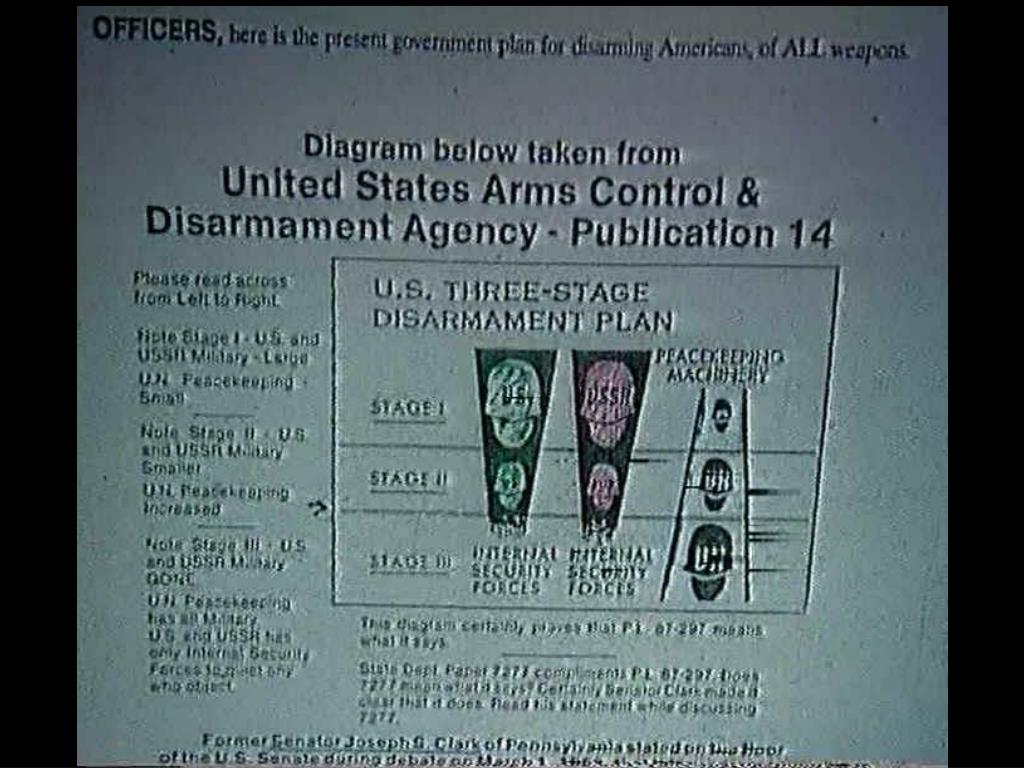 OFFICERS, here is the present government plan for disarming Americans, of ALL weapons.
Diagram below taken from
United States Arms Control &
Disarmament Agency - Publication 14
Please read across
from Left to Right.
Note Stage I - U.S. and
USSR Military - Large
U.N. Peacekeeping -
Small
Note Stage II - U.S.
and USSR Military
Smaller
U.N. Peacekeeping
Increased
Note Stage III - U.S.
and USSR Military
GONE
U.N. Peacekeeping
has all Military.
U.S. and USSR has
only Internal Security
Forces to quiet any
who object.
U.S. THREE-STAGE
DISARMAMENT PLAN
PEACEKEEPING
MACHINERY
STAGE I
U.S.
USSR
STAGE II
UN
STAGE III
INTERNAL
SECURITY
FORCES
INTERNAL
SECURITY
FORCES
UN
This diagram certainly proves that P.L. 87-297 means
what it says.
State Dept. Paper 7277 compliments P.L. 87-297. Does
7277 mean what it says? Certainly Senator Clark made it
clear that it does. Read his statement while discussing
7277.
Former Senator Joseph S. Clark of Pennsylvania stated on the floor
of the U.S. Senate during debate on March 1,